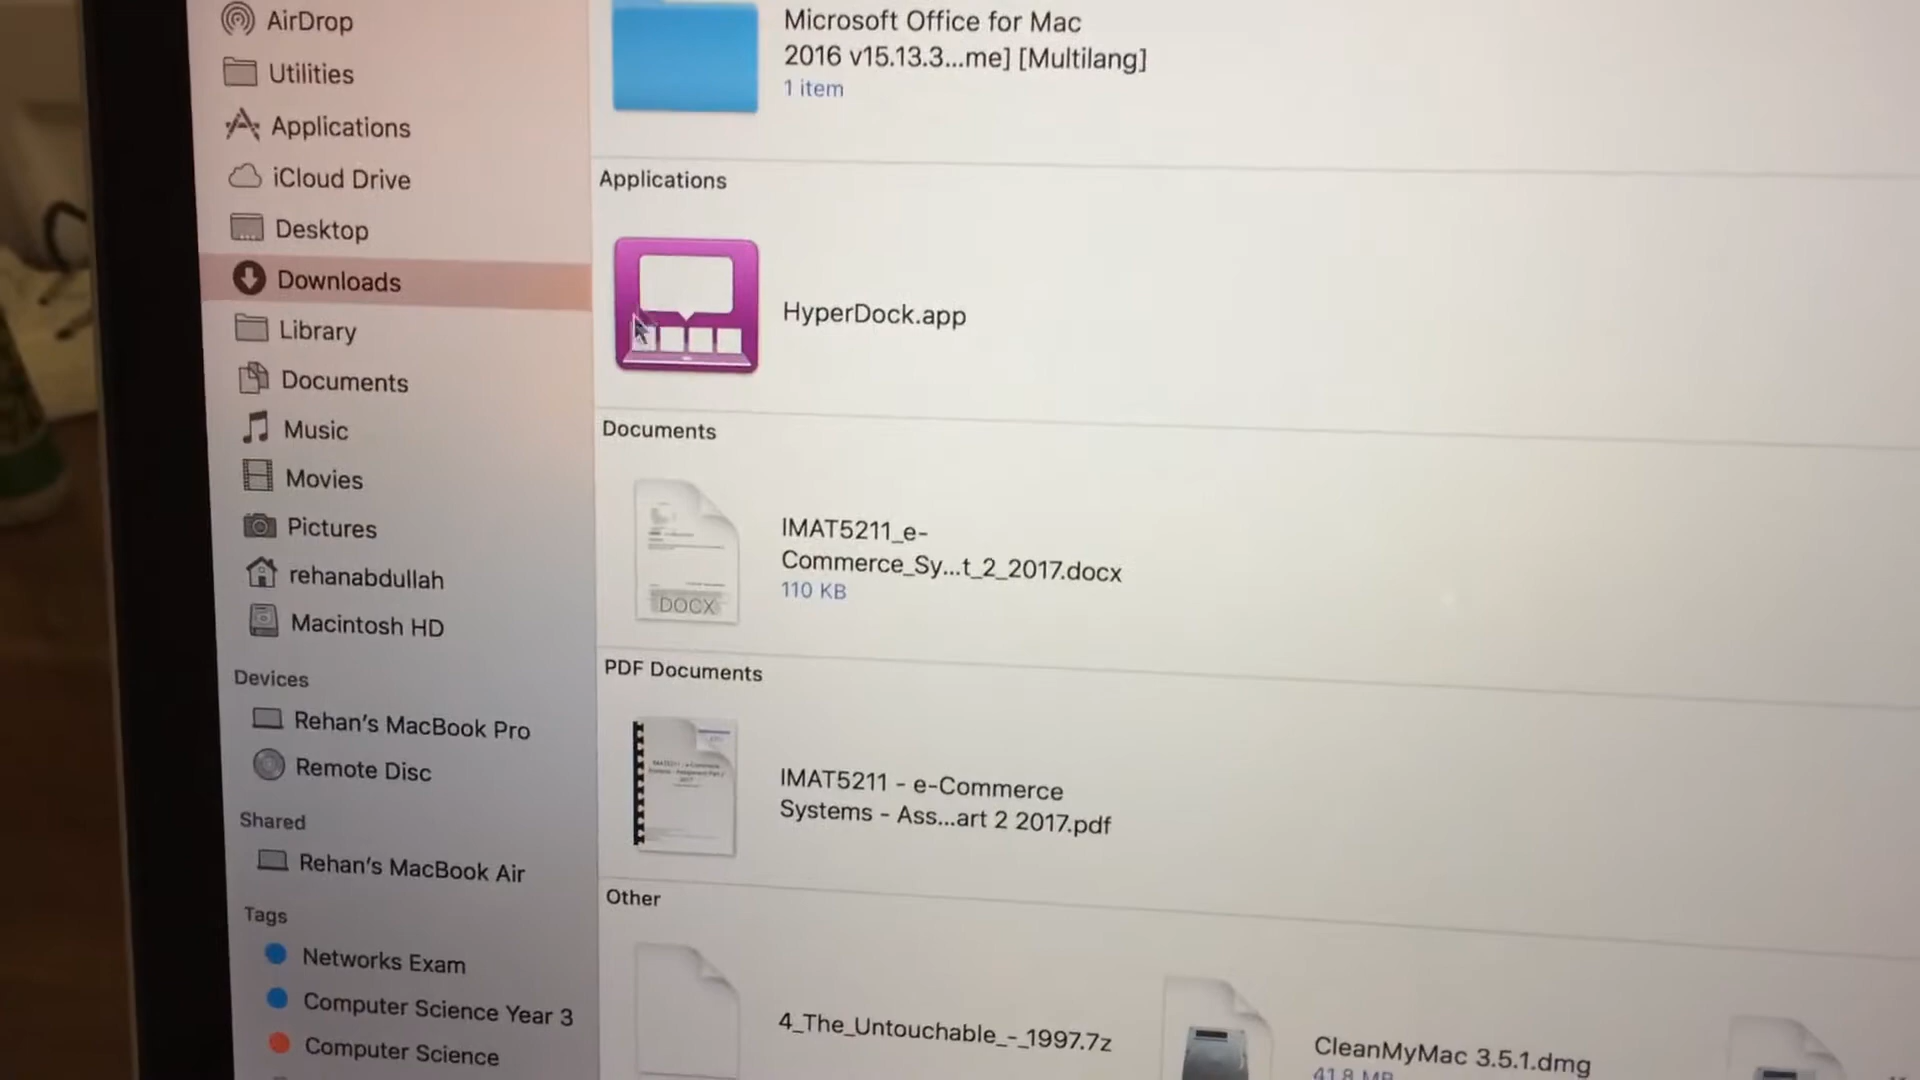 AirDrop
Utilities
Applications
iCloud Drive
Desktop
Downloads
Library
Documents
Music
Movies
Pictures
rehanabdullah
Macintosh HD
Devices
Rehan's MacBook Pro
Remote Disc
Shared
Rehan's MacBook Air
Tags
Networks Exam
Computer Science Year 3
Computer Science
Microsoft Office for Mac
2016 v15.13.3...me] [Multilang]
1 item
Applications
HyperDock.app
Documents
DOCX
IMAT5211_e-
Commerce_Sy...t_2_2017.docx
110 KB
PDF Documents
IMAT5211 - e-Commerce
Systems - Ass...art 2 2017.pdf
Other
4_The_Untouchable_-_1997.7z
CleanMyMac 3.5.1.dmg
41.8 MB